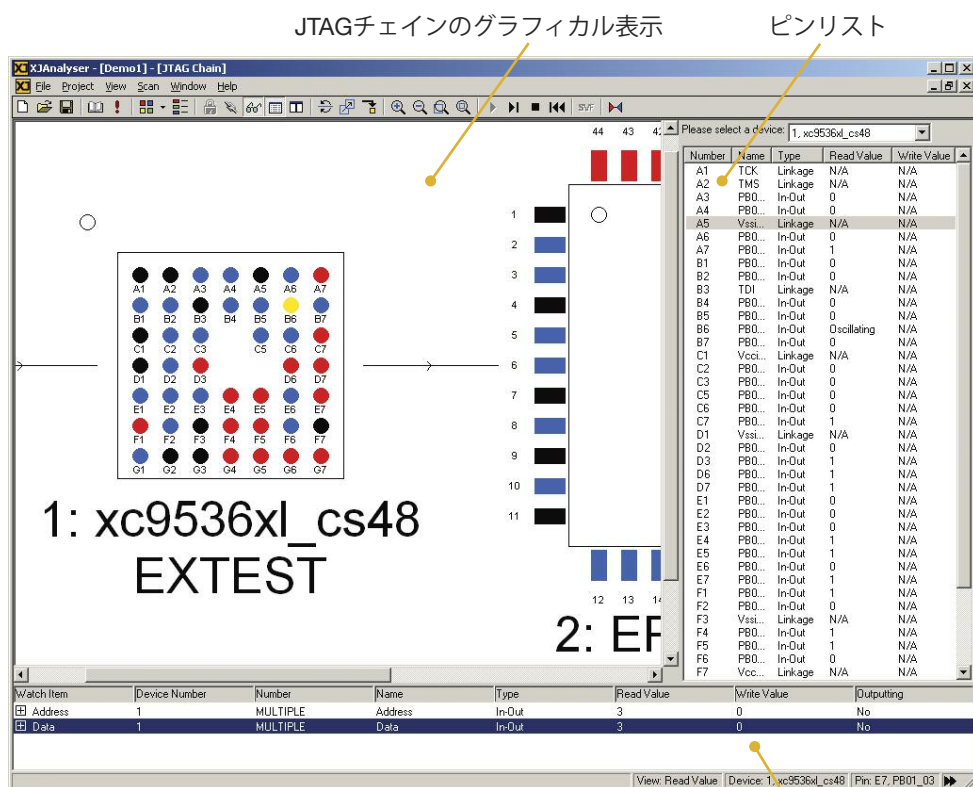 JTAGチェインのグラフィカル表示 ピンリスト
XJAnalyser - [Demo1] - [JTAG Chain]
File Project View Scan Window Help
SVF
Please select a device: 1, xc9536xl_cs48
Number Name Type Read Value Write Value
A1 TCK Linkage N/A N/A
A2 TMS Linkage N/A N/A
A3 PB0... In-Out 0 N/A
A4 PB0... In-Out 0 N/A
A5 Vssi... Linkage N/A N/A
A6 PB0... In-Out 0 N/A
A7 PB0... In-Out 1 N/A
B1 PB0... In-Out 0 N/A
B2 PB0... In-Out 0 N/A
B3 TDI Linkage N/A N/A
B4 PB0... In-Out 0 N/A
B5 PB0... In-Out 0 N/A
B6 PB0... In-Out Oscillating N/A
B7 PB0... In-Out 0 N/A
C1 Vcci... Linkage N/A N/A
C2 PB0... In-Out 0 N/A
C3 PB0... In-Out 0 N/A
C5 PB0... In-Out 0 N/A
C6 PB0... In-Out 0 N/A
C7 PB0... In-Out 1 N/A
D1 Vssi... Linkage N/A N/A
D2 PB0... In-Out 0 N/A
D3 PB0... In-Out 1 N/A
D6 PB0... In-Out 1 N/A
D7 PB0... In-Out 1 N/A
E1 PB0... In-Out 0 N/A
E2 PB0... In-Out 0 N/A
E3 PB0... In-Out 0 N/A
E4 PB0... In-Out 1 N/A
E5 PB0... In-Out 1 N/A
E6 PB0... In-Out 0 N/A
E7 PB0... In-Out 1 N/A
F1 PB0... In-Out 1 N/A
F2 PB0... In-Out 0 N/A
F3 Vssi... Linkage N/A N/A
F4 PB0... In-Out 1 N/A
F5 PB0... In-Out 1 N/A
F6 PB0... In-Out 0 N/A
F7 Vcc... Linkage N/A N/A
A1 A2 A3 A4 A5 A6 A7
B1 B2 B3 B4 B5 B6 B7
C1 C2 C3 C5 C6 C7
D1 D2 D3 D6 D7
E1 E2 E3 E4 E5 E6 E7
F1 F2 F3 F4 F5 F6 F7
G1 G2 G3 G4 G5 G6 G7
1: xc9536xl_cs48
EXTEST
44 43
1
2
3
4
5
6
7
8
9
10
11
12 13
2:
Watch Item Device Number Number Name Type Read Value Write Value Outputting
Address 1 MULTIPLE Address In-Out 3 0 No
Data 1 MULTIPLE Data In-Out 3 0 No
View: Read Value Device: 1, xc9536xl_cs48 Pin: E7, PB01_03